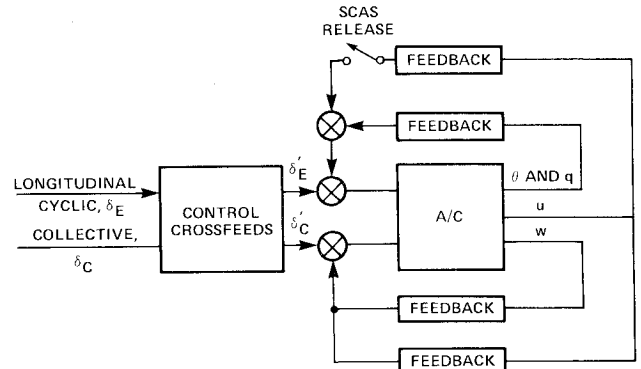 SCAS
RELEASE
FEEDBACK
FEEDBACK
LONGITUDINAL
CYCLIC, δE
COLLECTIVE,
δC
CONTROL
CROSSFEEDS
δ′E
δ′C
A/C
θ AND q
u
w
FEEDBACK
FEEDBACK